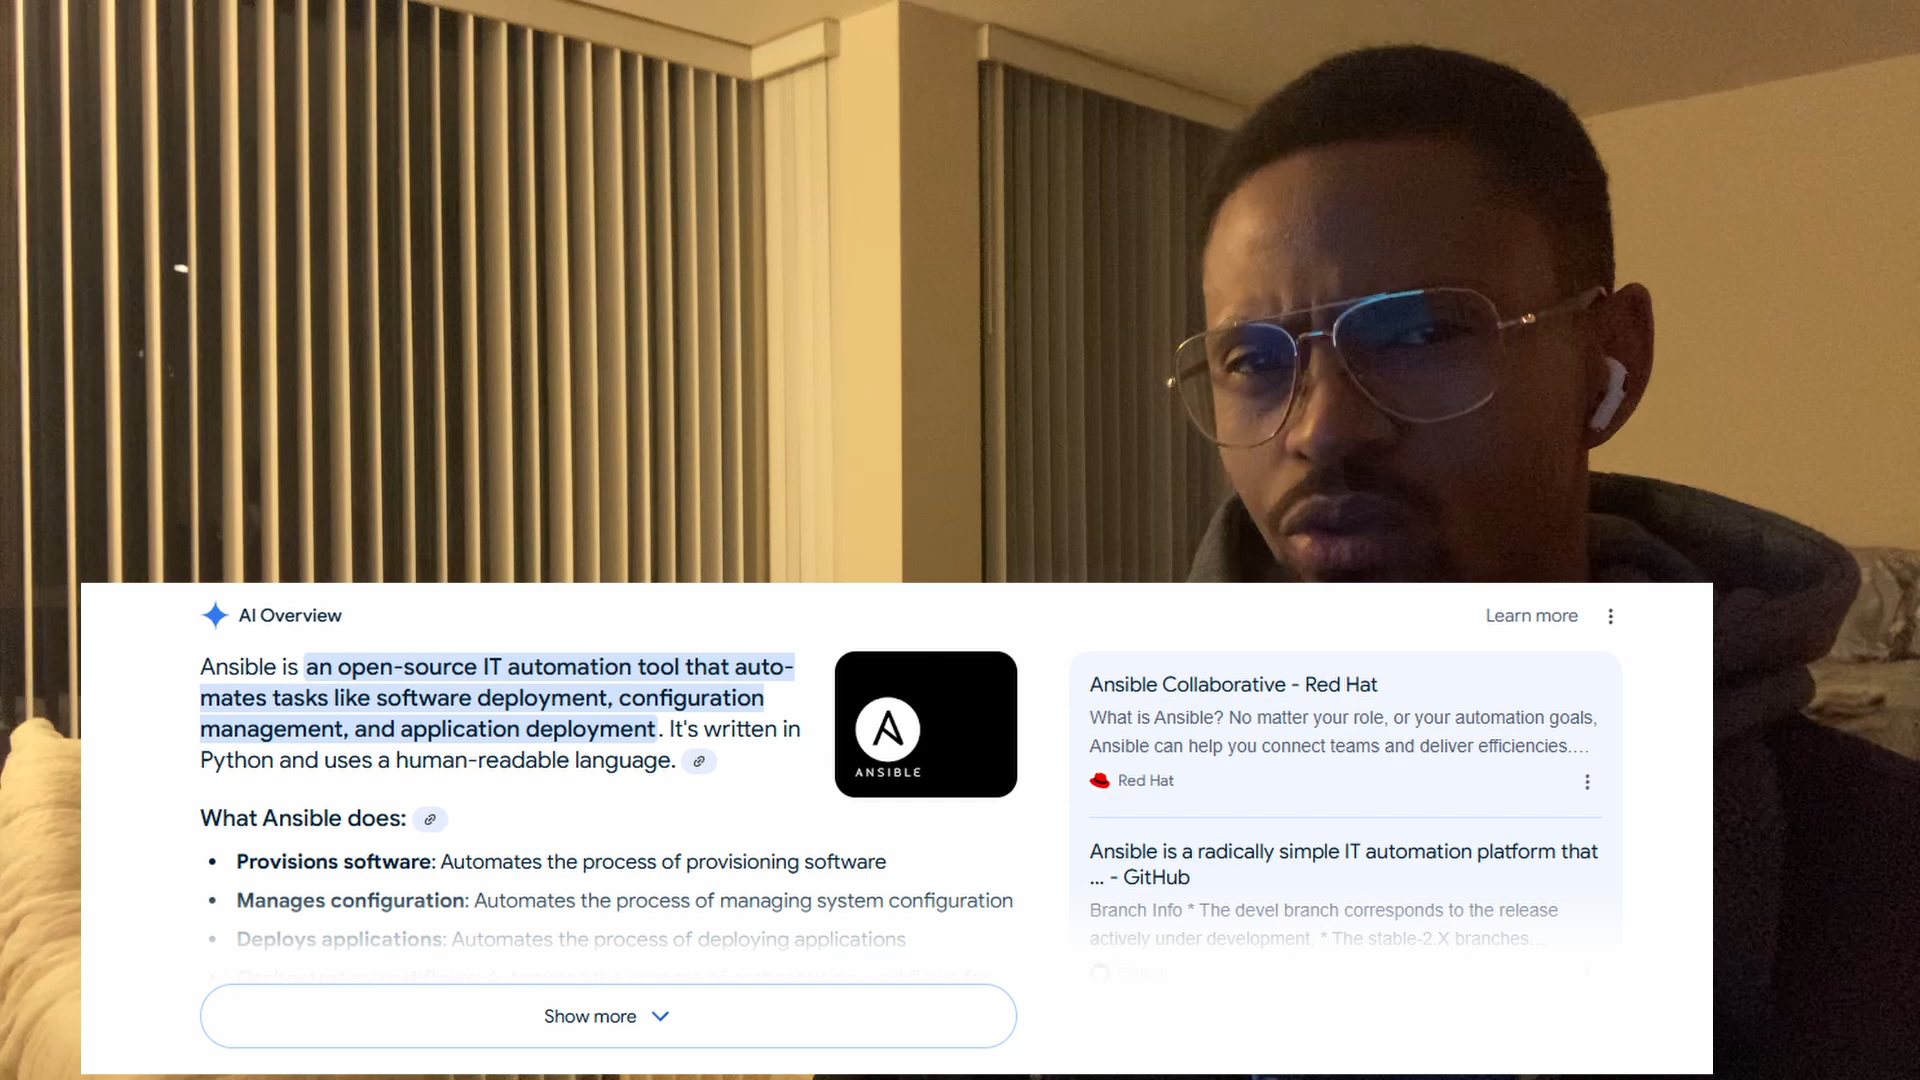 AI Overview
Learn more
Ansible is an open-source IT automation tool that auto-
mates tasks like software deployment, configuration
management, and application deployment. It's written in
Python and uses a human-readable language.
ANSIBLE
What Ansible does:
• Provisions software: Automates the process of provisioning software
• Manages configuration: Automates the process of managing system configuration
• Deploys applications: Automates the process of deploying applications
Show more
Ansible Collaborative - Red Hat
What is Ansible? No matter your role, or your automation goals,
Ansible can help you connect teams and deliver efficiencies....
Red Hat
Ansible is a radically simple IT automation platform that
... - GitHub
Branch Info * The devel branch corresponds to the release
actively under development. * The stable-2.X branches...